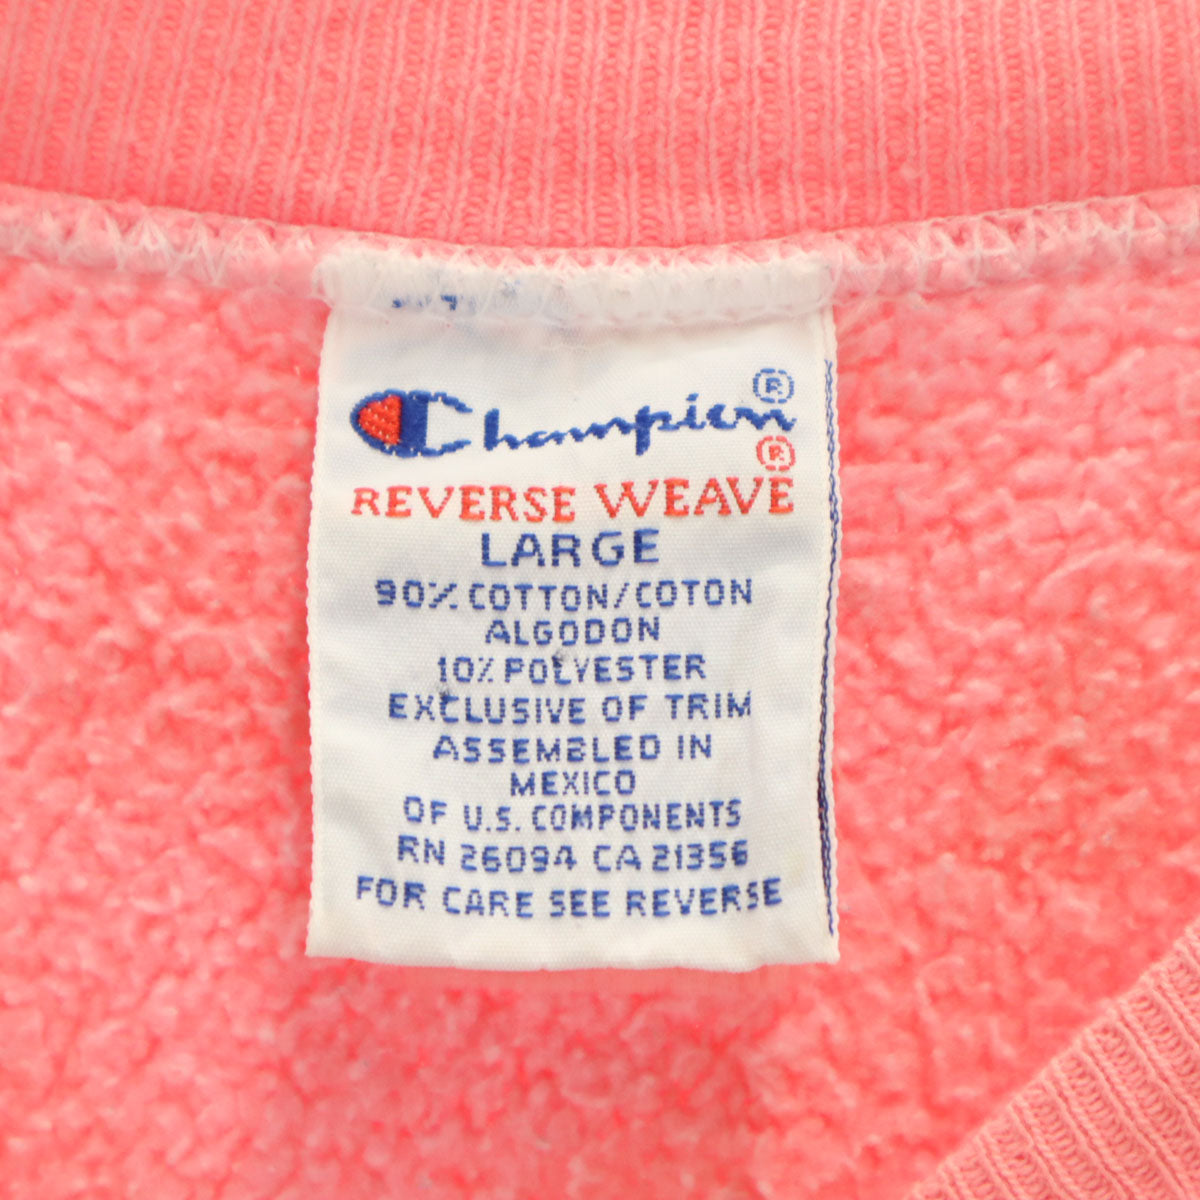 Champion ®
REVERSE WEAVE ®
LARGE
90% COTTON/COTON
ALGODON
10% POLYESTER
EXCLUSIVE OF TRIM
ASSEMBLED IN
MEXICO
OF U.S. COMPONENTS
RN 26094 CA 21356
FOR CARE SEE REVERSE